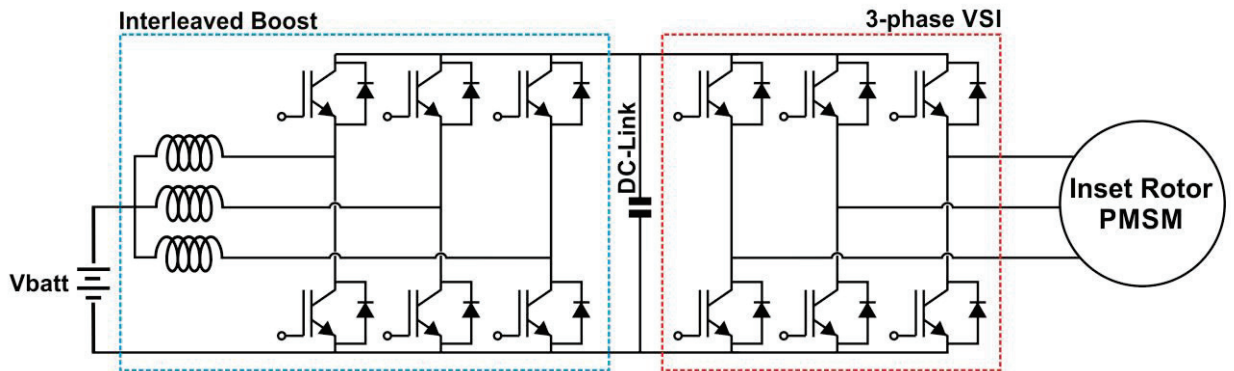 Interleaved Boost
3-phase VSI
DC-Link
Inset Rotor
PMSM
Vbatt